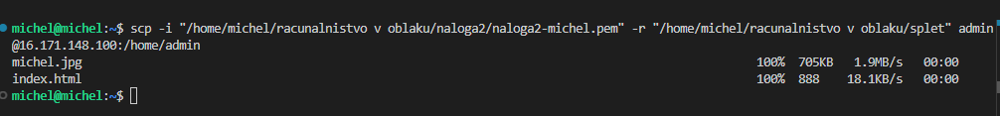 michel@michel:~$ scp -i "/home/michel/racunalnistvo v oblaku/naloga2/naloga2-michel.pem" -r "/home/michel/racunalnistvo v oblaku/splet" admin
@16.171.148.100:/home/admin
michel.jpg 100% 705KB 1.9MB/s 00:00
index.html 100% 888 18.1KB/s 00:00
michel@michel:~$